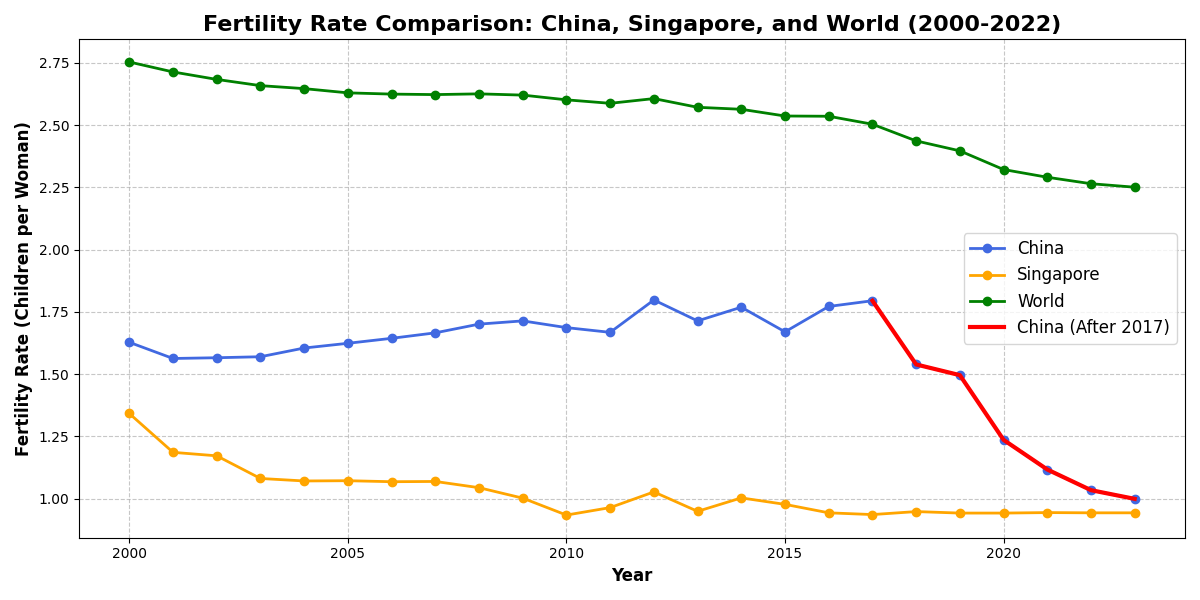 Fertility Rate Comparison: China, Singapore, and World (2000-2022)
Fertility Rate (Children per Woman)
2.75
2.50
2.25
2.00
1.75
1.50
1.25
1.00
China
Singapore
World
China (After 2017)
2000 2005 2010 2015 2020
Year